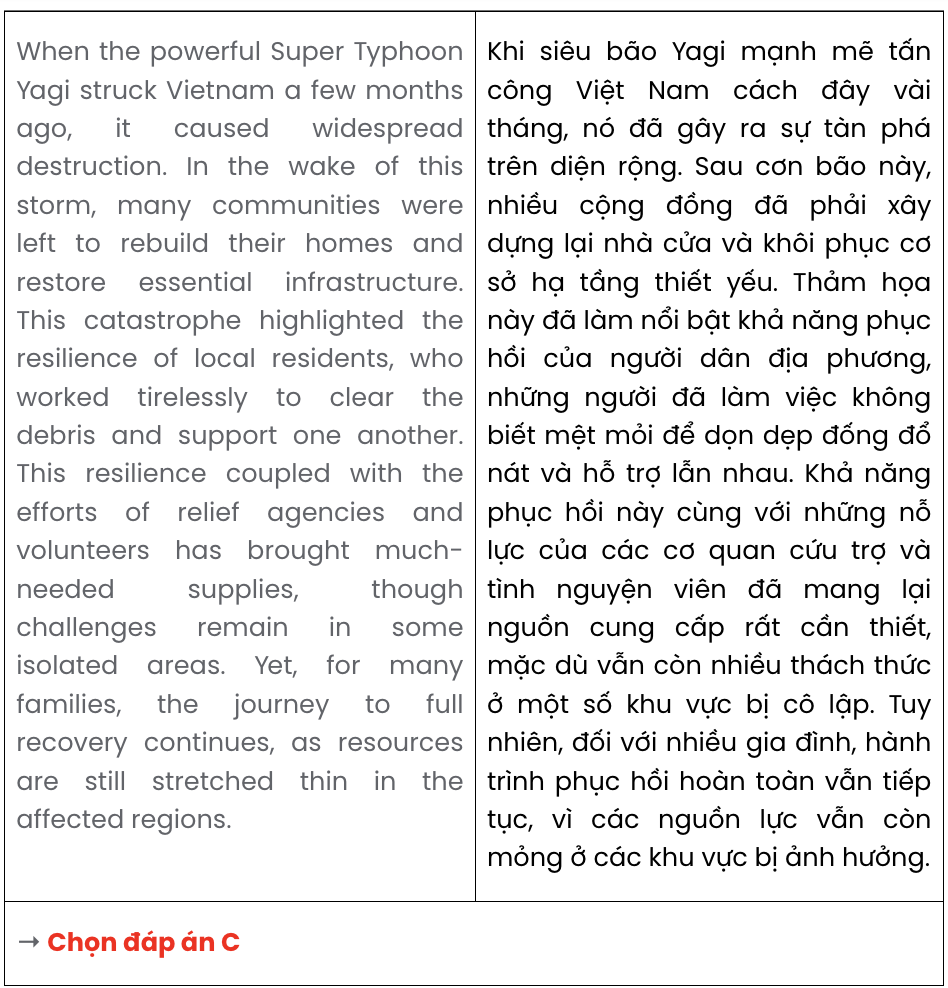 When the powerful Super Typhoon
Yagi struck Vietnam a few months
ago, it caused widespread
destruction. In the wake of this
storm, many communities were
left to rebuild their homes and
restore essential infrastructure.
This catastrophe highlighted the
resilience of local residents, who
worked tirelessly to clear the
debris and support one another.
This resilience coupled with the
efforts of relief agencies and
volunteers has brought much-
needed supplies, though
challenges remain in some
isolated areas. Yet, for many
families, the journey to full
recovery continues, as resources
are still stretched thin in the
affected regions.
Khi siêu bão Yagi mạnh mẽ tấn
công Việt Nam cách đây vài
tháng, nó đã gây ra sự tàn phá
trên diện rộng. Sau cơn bão này,
nhiều cộng đồng đã phải xây
dựng lại nhà cửa và khôi phục cơ
sở hạ tầng thiết yếu. Thảm họa
này đã làm nổi bật khả năng phục
hồi của người dân địa phương,
những người đã làm việc không
biết mệt mỏi để dọn dẹp đống đổ
nát và hỗ trợ lẫn nhau. Khả năng
phục hồi này cùng với những nỗ
lực của các cơ quan cứu trợ và
tình nguyện viên đã mang lại
nguồn cung cấp rất cần thiết,
mặc dù vẫn còn nhiều thách thức
ở một số khu vực bị cô lập. Tuy
nhiên, đối với nhiều gia đình, hành
trình phục hồi hoàn toàn vẫn tiếp
tục, vì các nguồn lực vẫn còn
mỏng ở các khu vực bị ảnh hưởng.
→ Chọn đáp án C